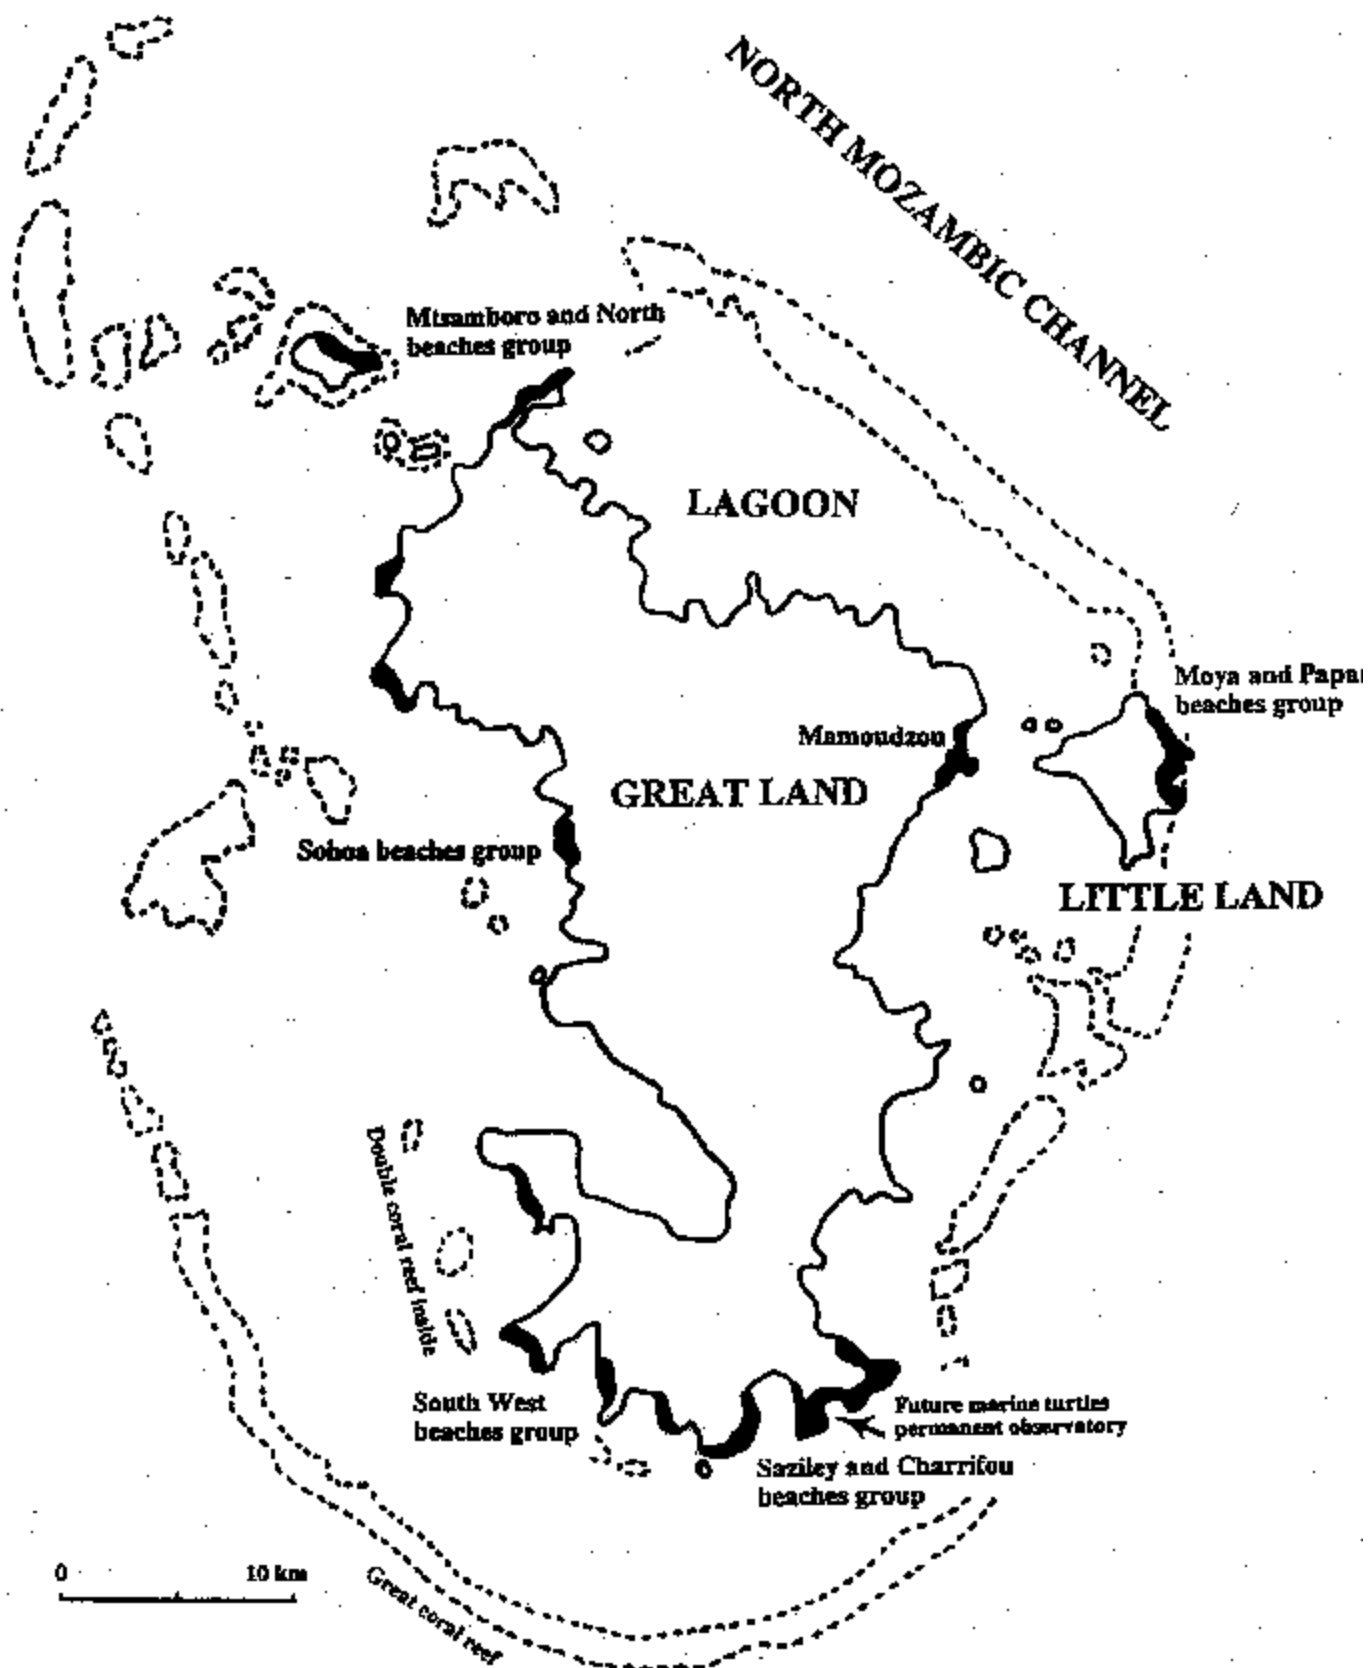 NORTH MOZAMBIC CHANNEL
Mtsamboro and North
beaches group
LAGOON
Moya and Papan
beaches group
Mamoudzou
GREAT LAND
Sohoa beaches group
LITTLE LAND
Double coral reef inside
South West
beaches group
Future marine turtles
permanent observatory
Saziley and Charrifou
beaches group
0 10 km
Great coral reef